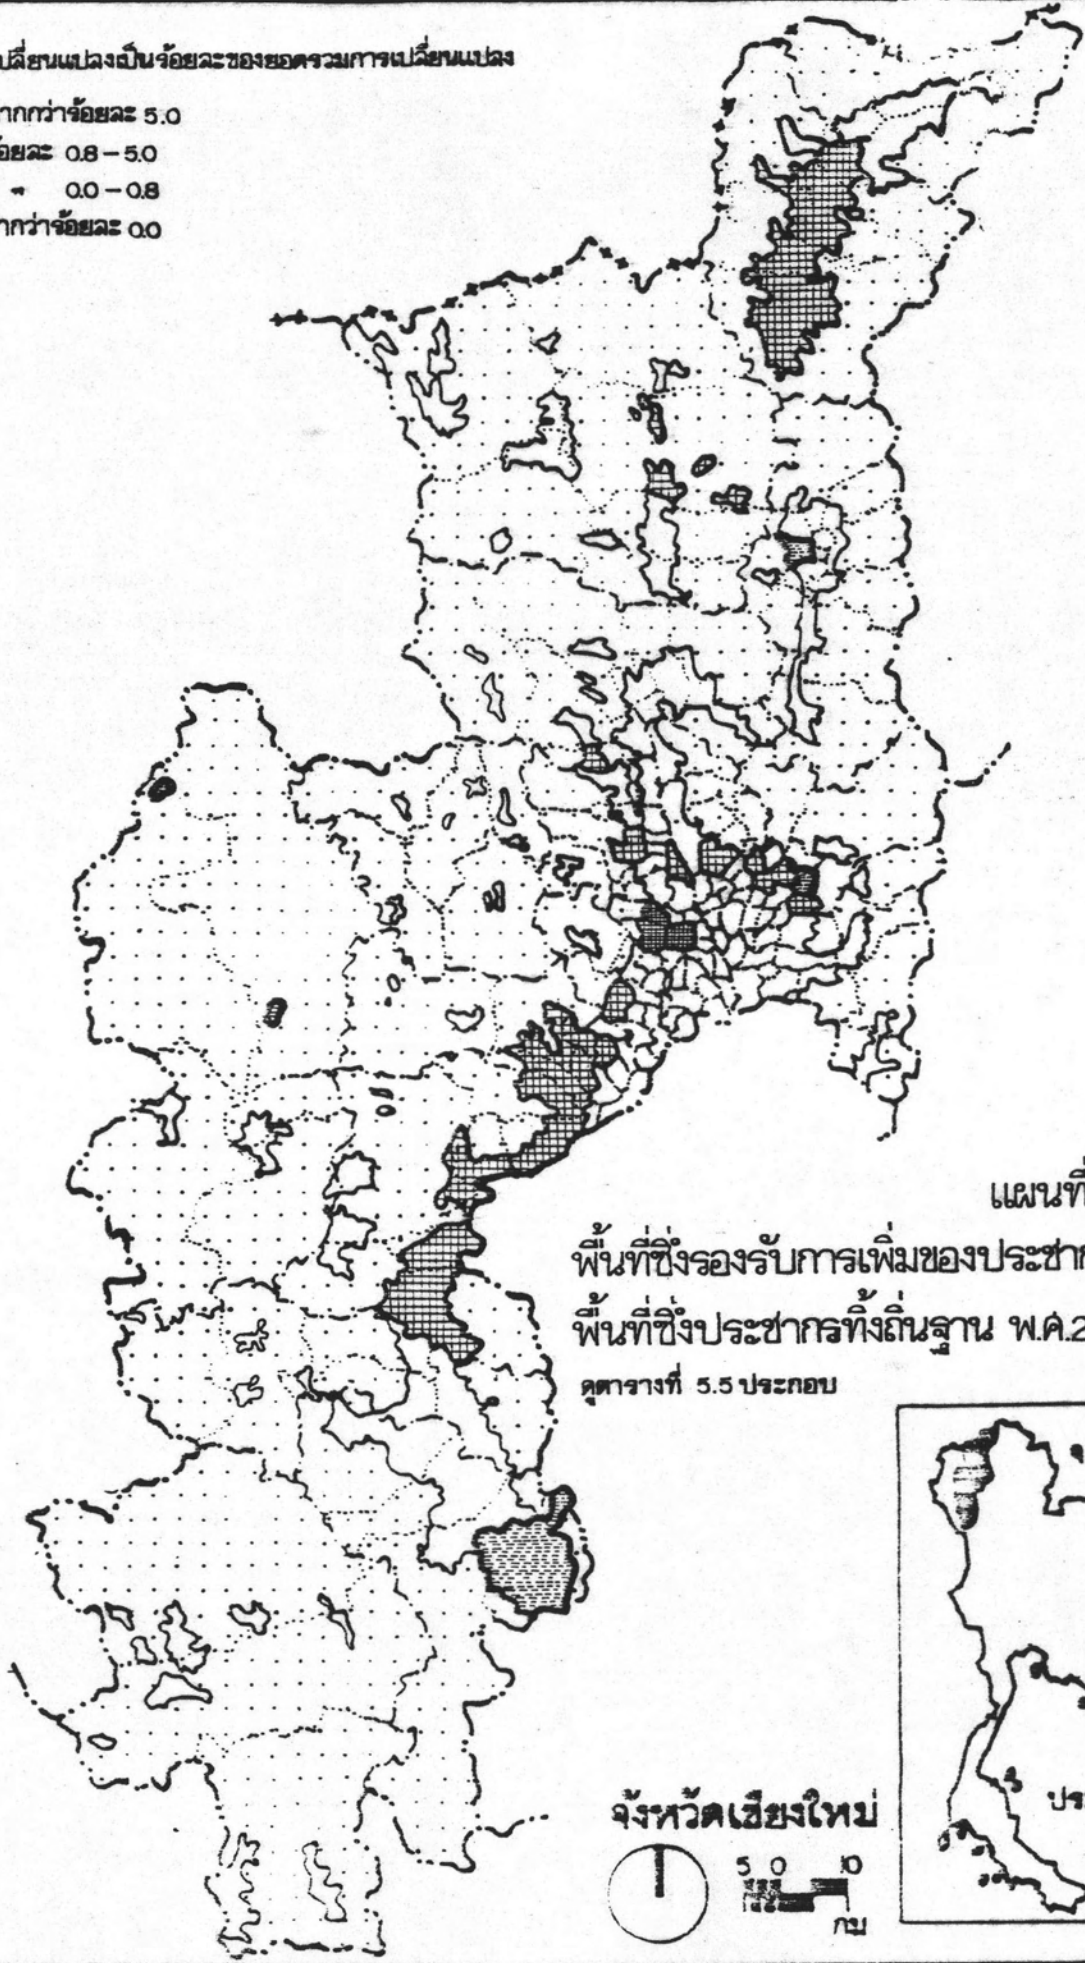 ปลี่ยนแปลงเป็นร้อยละของยอดรวมการเปลี่ยนแปลง
ากกว่าร้อยละ 5.0
อยละ 0.8-5.0
" 0.0-0.8
ากว่าร้อยละ 0.0
แผนที่
พื้นที่ซึ่งรองรับการเพิ่มของประชาก
พื้นที่ซึ่งประชากรทิ้งถิ่นฐาน พ.ศ.2
ดูตารางที่ 5.5 ประกอบ
จังหวัดเชียงใหม่
5 0 10
กม
ปร